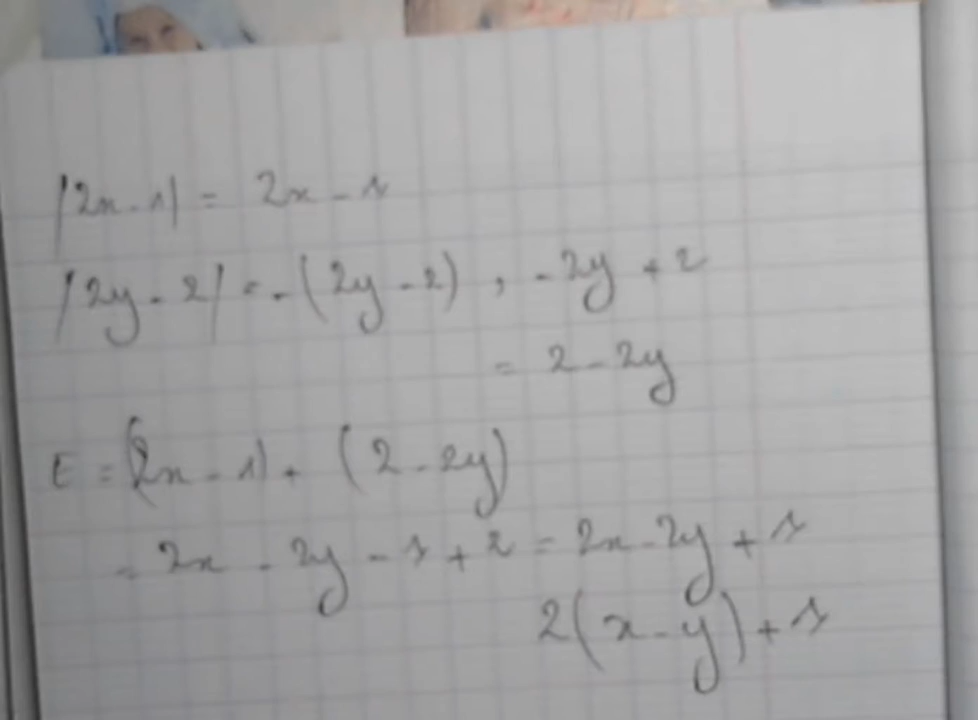 |2x-1| = 2x-1
|2y-2| = -(2y-2) , -2y+2
= 2-2y
E = (2x-1)+ (2-2y)
= 2x - 2y - 1 + 2 = 2x-2y+1
2(x-y)+1